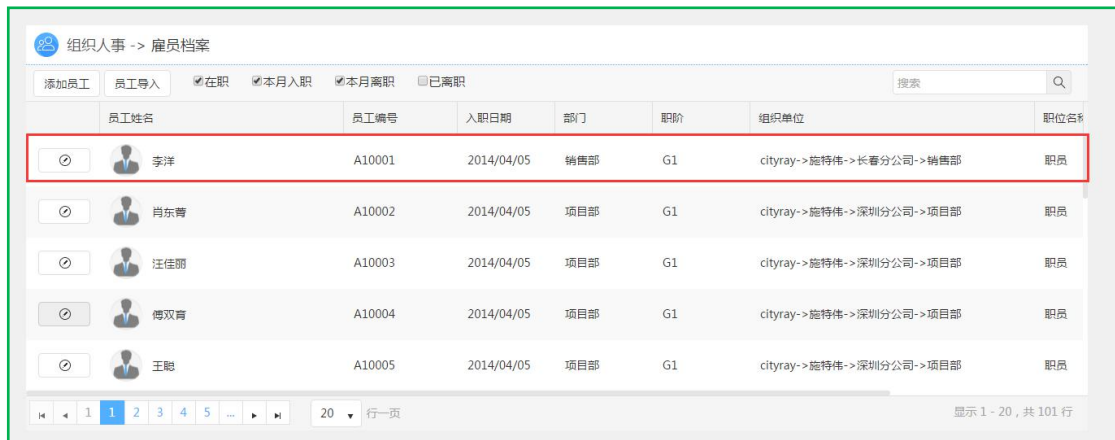 组织人事 -> 雇员档案
添加员工 员工导入 在职 本月入职 本月离职 已离职 搜索
员工姓名 员工编号 入职日期 部门 职阶 组织单位 职位名称
李洋 A10001 2014/04/05 销售部 G1 cityray->施特伟->长春分公司->销售部 职员
肖东菁 A10002 2014/04/05 项目部 G1 cityray->施特伟->深圳分公司->项目部 职员
汪佳丽 A10003 2014/04/05 项目部 G1 cityray->施特伟->深圳分公司->项目部 职员
傅双育 A10004 2014/04/05 项目部 G1 cityray->施特伟->深圳分公司->项目部 职员
王聪 A10005 2014/04/05 项目部 G1 cityray->施特伟->深圳分公司->项目部 职员
1 1 2 3 4 5 ... 20 行一页 显示 1 - 20，共 101 行